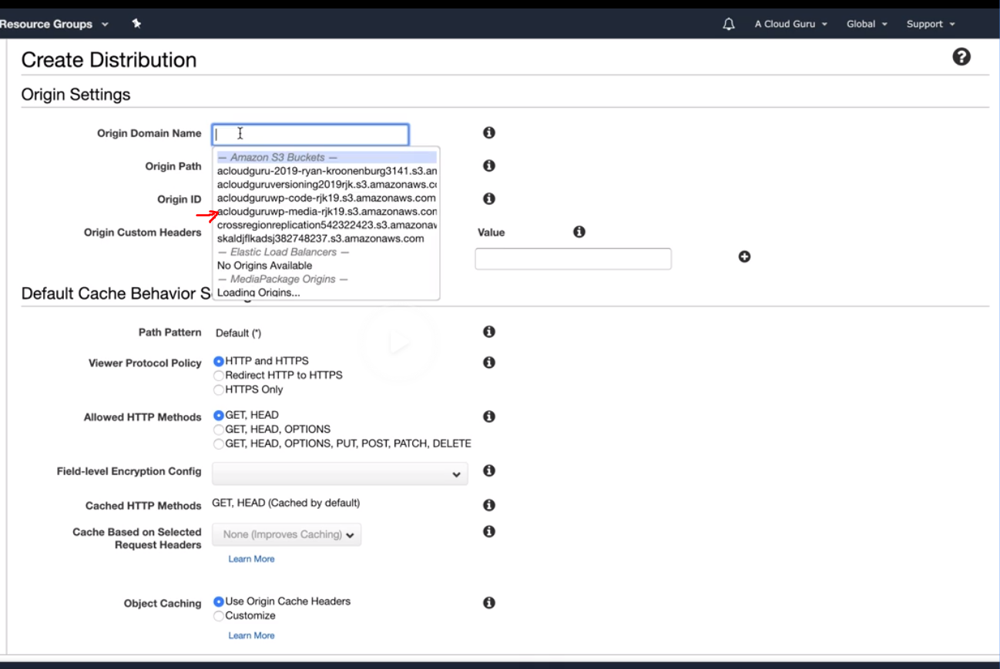 Resource Groups
A Cloud Guru
Global
Support
Create Distribution
Origin Settings
Origin Domain Name
— Amazon S3 Buckets —
acloudguru-2019-ryan-kroonenburg3141.s3.an
acloudguruversioning2019rjk.s3.amazonaws.c
acloudguruwp-code-rjk19.s3.amazonaws.com
acloudguruwp-media-rjk19.s3.amazonaws.con
crossregionreplication542322423.s3.amazonav
skaldjflkadsj382748237.s3.amazonaws.com
— Elastic Load Balancers —
No Origins Available
— MediaPackage Origins —
Loading Origins...
Origin Path
Origin ID
Origin Custom Headers
Value
Default Cache Behavior S
Path Pattern
Default (*)
Viewer Protocol Policy
HTTP and HTTPS
Redirect HTTP to HTTPS
HTTPS Only
Allowed HTTP Methods
GET, HEAD
GET, HEAD, OPTIONS
GET, HEAD, OPTIONS, PUT, POST, PATCH, DELETE
Field-level Encryption Config
Cached HTTP Methods
GET, HEAD (Cached by default)
Cache Based on Selected
Request Headers
None (Improves Caching)
Learn More
Object Caching
Use Origin Cache Headers
Customize
Learn More